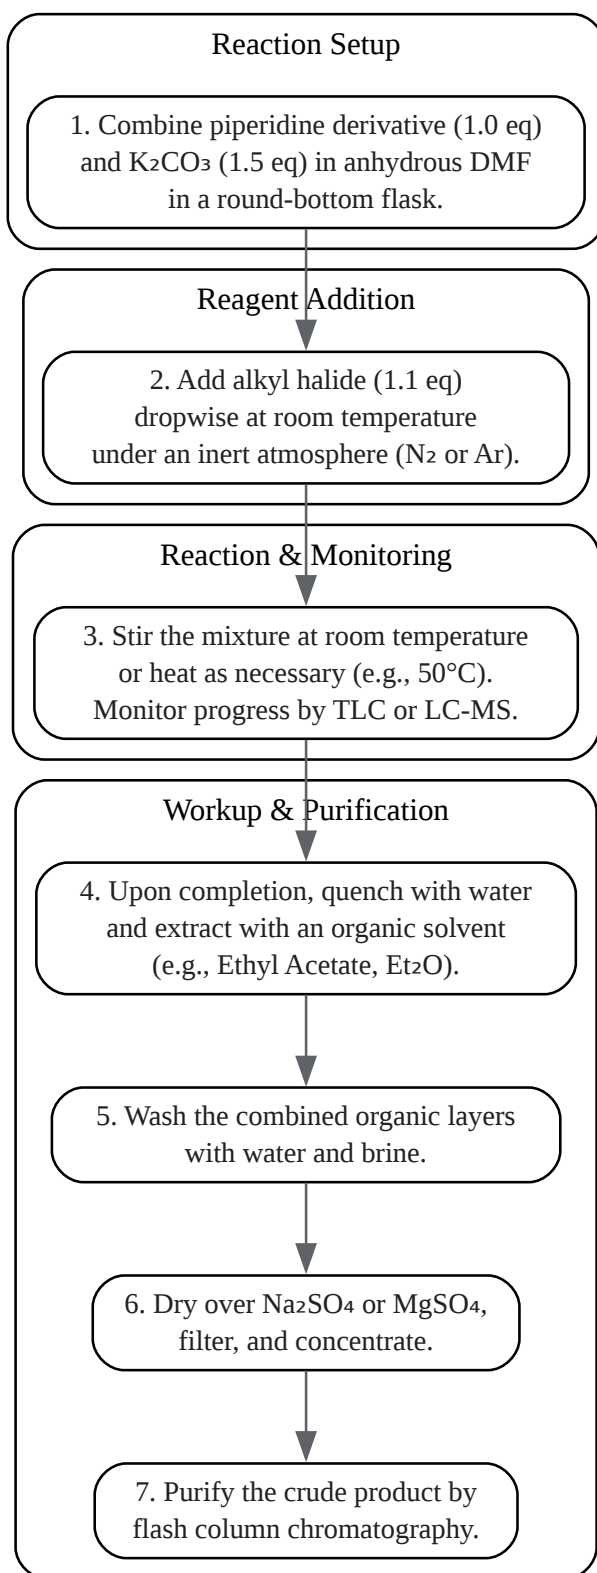 Reaction Setup
1. Combine piperidine derivative (1.0 eq)
and K₂CO₃ (1.5 eq) in anhydrous DMF
in a round-bottom flask.
Reagent Addition
2. Add alkyl halide (1.1 eq)
dropwise at room temperature
under an inert atmosphere (N₂ or Ar).
Reaction & Monitoring
3. Stir the mixture at room temperature
or heat as necessary (e.g., 50°C).
Monitor progress by TLC or LC-MS.
Workup & Purification
4. Upon completion, quench with water
and extract with an organic solvent
(e.g., Ethyl Acetate, Et₂O).
5. Wash the combined organic layers
with water and brine.
6. Dry over Na₂SO₄ or MgSO₄,
filter, and concentrate.
7. Purify the crude product by
flash column chromatography.